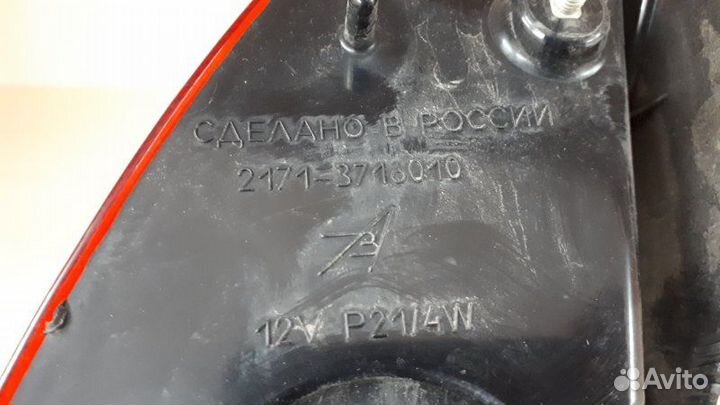 СДЕЛАНО В РОССИИ
2171-3716010
12V P21/4W
Avito